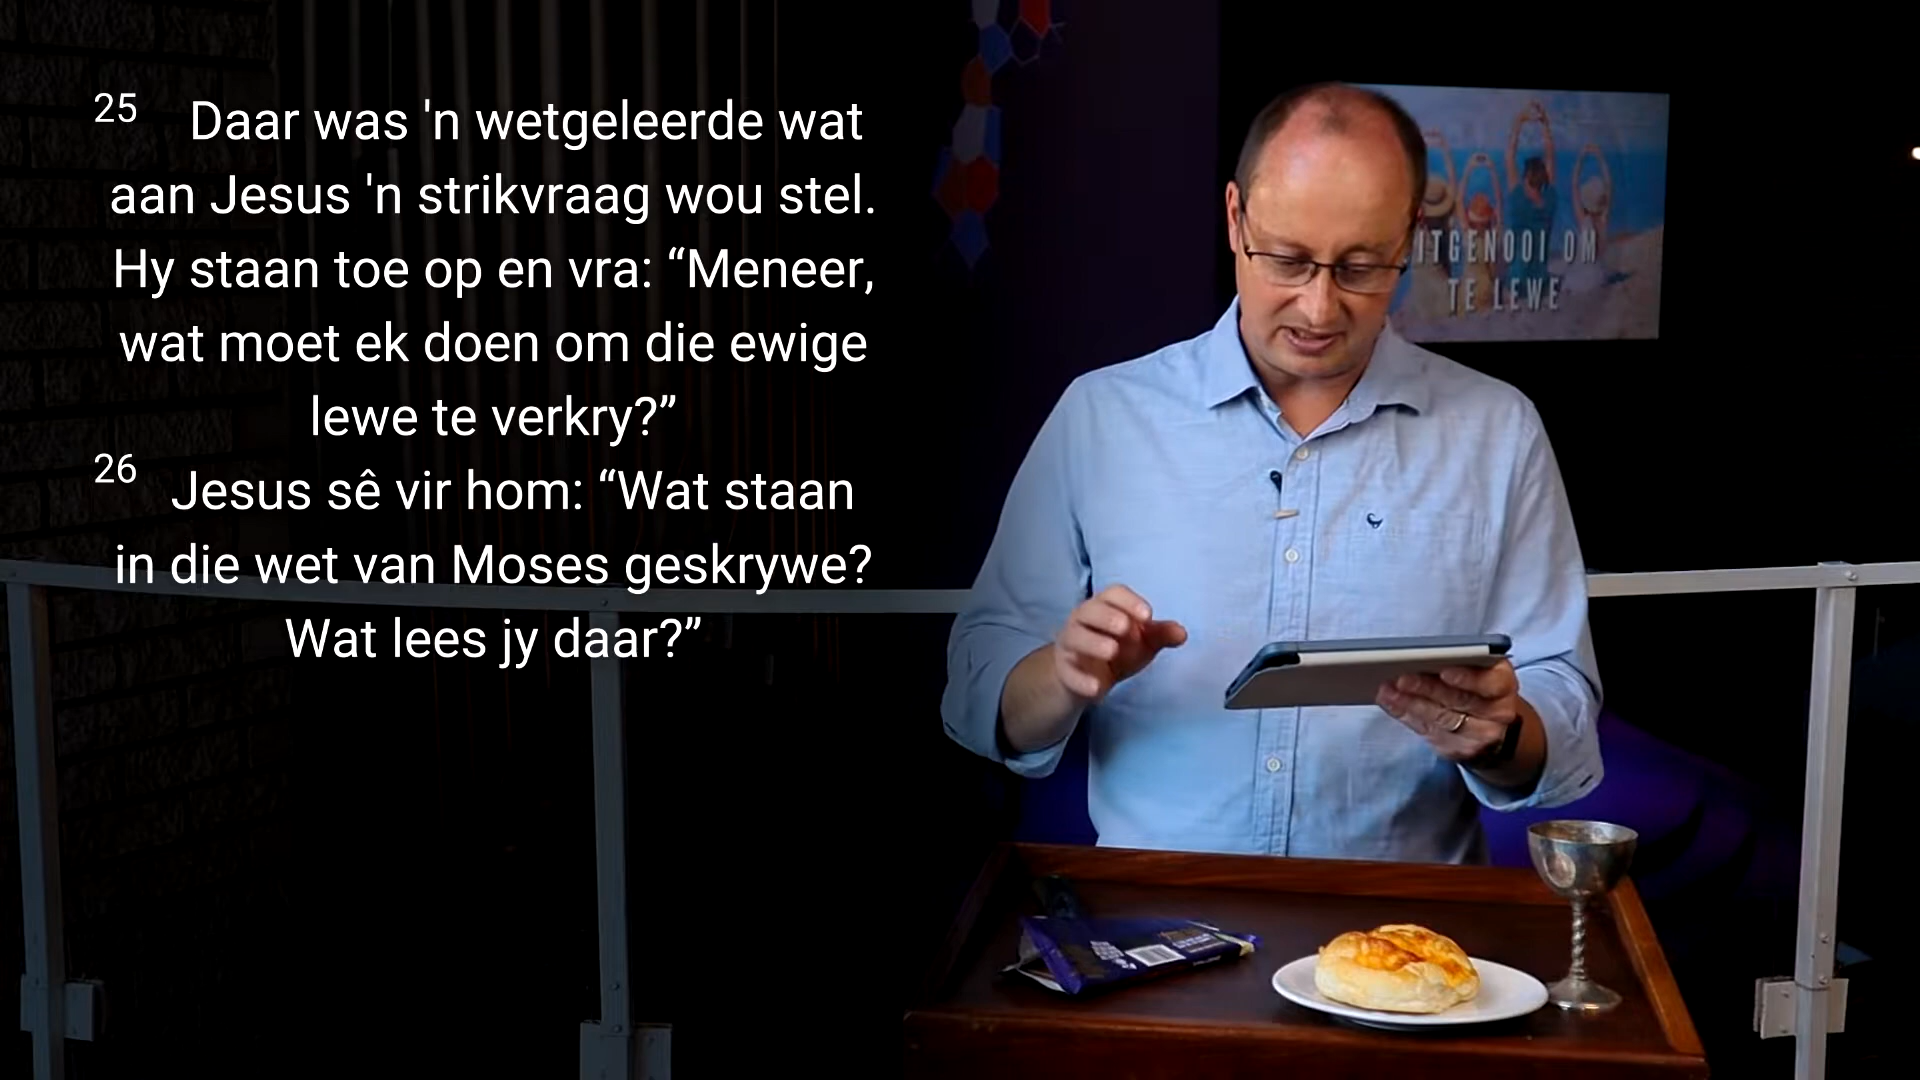 25 Daar was 'n wetgeleerde wat
aan Jesus 'n strikvraag wou stel.
Hy staan toe op en vra: “Meneer,
wat moet ek doen om die ewige
lewe te verkry?”
26 Jesus sê vir hom: “Wat staan
in die wet van Moses geskrywe?
Wat lees jy daar?”
ITGENOOI OM
TE LEWE